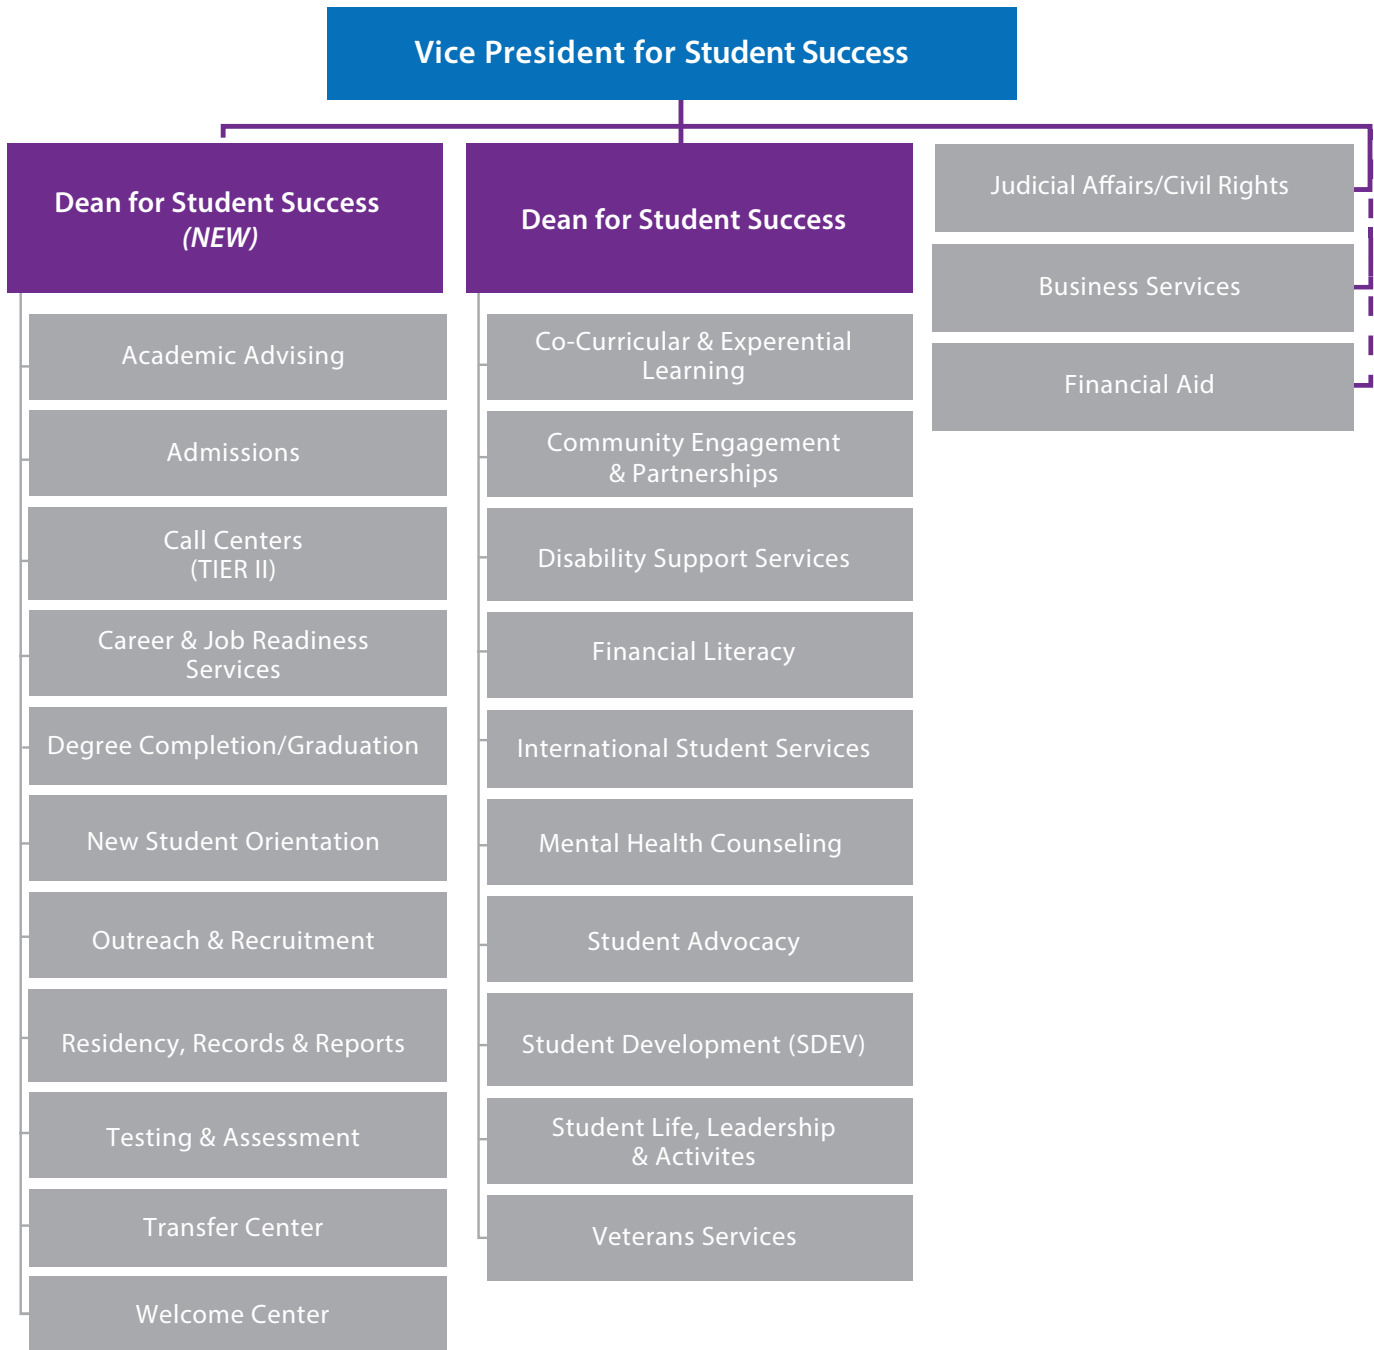 Vice President for Student Success
Dean for Student Success
(NEW)
Academic Advising
Admissions
Call Centers
(TIER II)
Career & Job Readiness
Services
Degree Completion/Graduation
New Student Orientation
Outreach & Recruitment
Residency, Records & Reports
Testing & Assessment
Transfer Center
Welcome Center
Dean for Student Success
Co-Curricular & Experential
Learning
Community Engagement
& Partnerships
Disability Support Services
Financial Literacy
International Student Services
Mental Health Counseling
Student Advocacy
Student Development (SDEV)
Student Life, Leadership
& Activites
Veterans Services
Judicial Affairs/Civil Rights
Business Services
Financial Aid